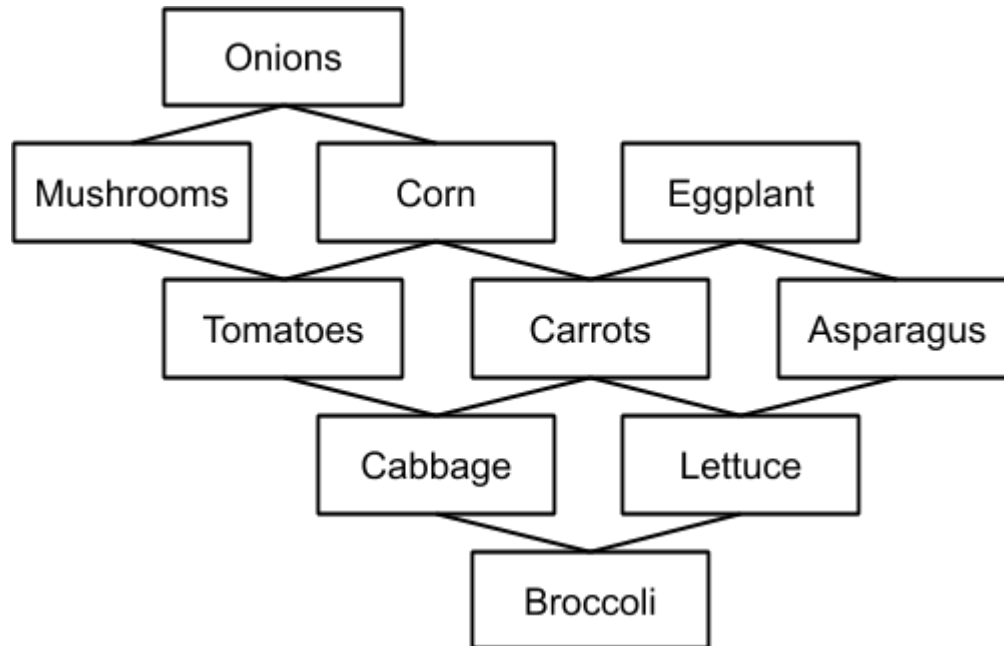 Onions
Mushrooms
Corn
Eggplant
Tomatoes
Carrots
Asparagus
Cabbage
Lettuce
Broccoli